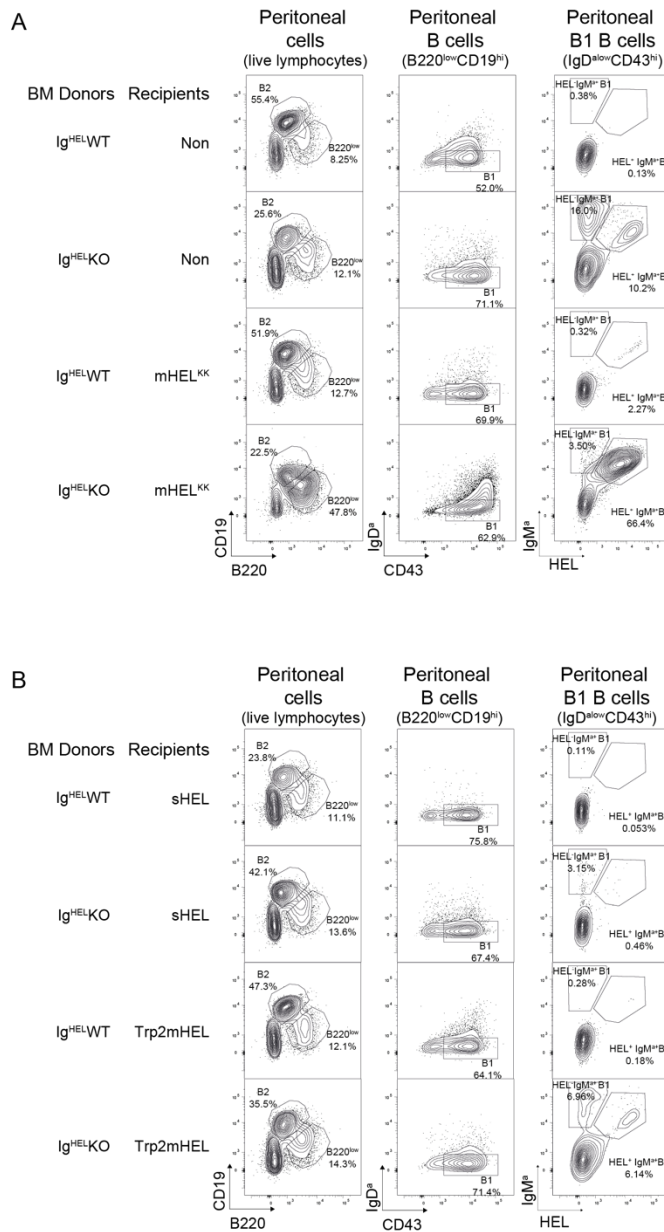 A
Peritoneal cells (live lymphocytes)
Peritoneal B cells (B220lowCD19hi)
Peritoneal B1 B cells (IgDalowCD43hi)
BM Donors Recipients
IgHELWT Non
B2 55.4%
B220low 8.25%
B1 52.0%
HEL-IgMa+ B1 0.38%
HEL+ IgMa+B 0.13%
IgHELKO Non
B2 25.6%
B220low 12.1%
B1 71.1%
HEL-IgMa+ B1 16.0%
HEL+ IgMa+B 10.2%
IgHELWT mHELKK
B2 51.9%
B220low 12.7%
B1 69.9%
HEL-IgMa+ B1 0.32%
HEL+ IgMa+B 2.27%
IgHELKO mHELKK
B2 22.5%
B220low 47.8%
B1 62.9%
HEL-IgMa+ B1 3.50%
HEL+ IgMa+B 66.4%
CD19
B220
IgDa
CD43
IgMa
HEL
B
Peritoneal cells (live lymphocytes)
Peritoneal B cells (B220lowCD19hi)
Peritoneal B1 B cells (IgDalowCD43hi)
BM Donors Recipients
IgHELWT sHEL
B2 23.8%
B220low 11.1%
B1 75.8%
HEL-IgMa+ B1 0.11%
HEL+ IgMa+B 0.053%
IgHELKO sHEL
B2 42.1%
B220low 13.6%
B1 67.4%
HEL-IgMa+ B1 3.15%
HEL+ IgMa+B 0.46%
IgHELWT Trp2mHEL
B2 47.3%
B220low 12.1%
B1 64.1%
HEL-IgMa+ B1 0.28%
HEL+ IgMa+B 0.18%
IgHELKO Trp2mHEL
B2 35.5%
B220low 14.3%
B1 71.4%
HEL-IgMa+ B1 6.96%
HEL+ IgMa+B 6.14%
CD19
B220
IgDa
CD43
IgMa
HEL